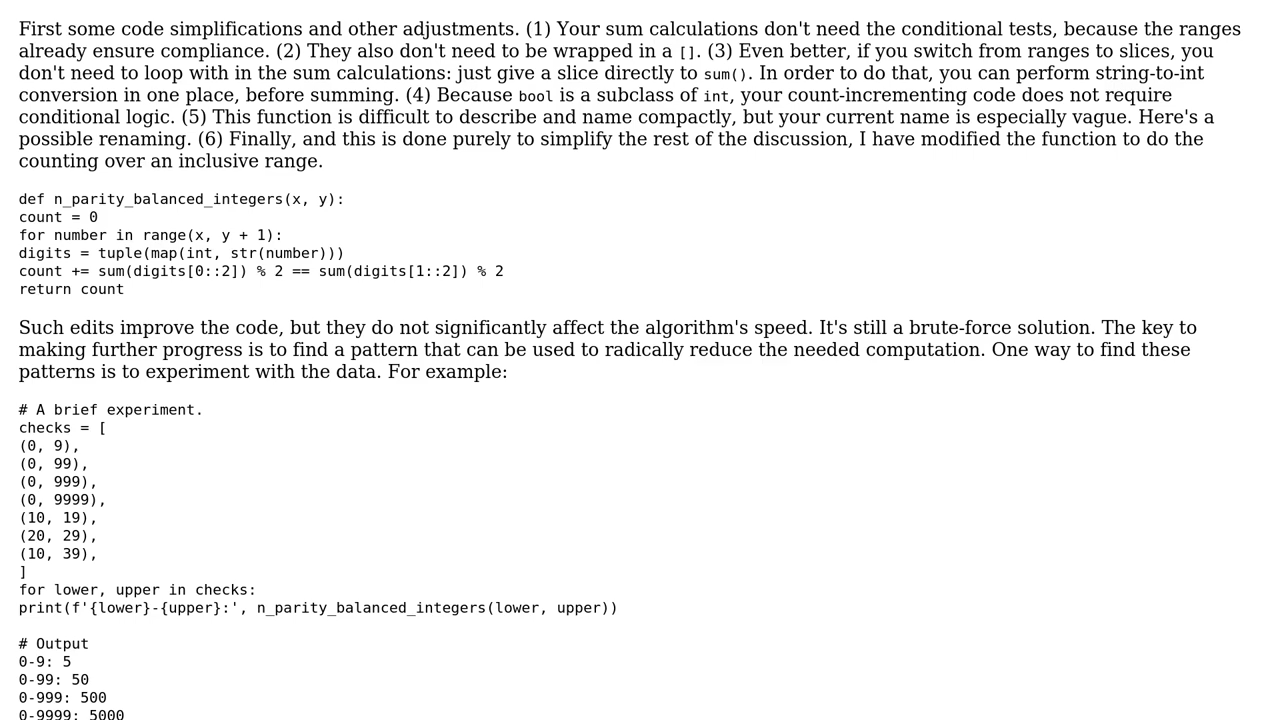 First some code simplifications and other adjustments. (1) Your sum calculations don't need the conditional tests, because the ranges
already ensure compliance. (2) They also don't need to be wrapped in a []. (3) Even better, if you switch from ranges to slices, you
don't need to loop with in the sum calculations: just give a slice directly to sum(). In order to do that, you can perform string-to-int
conversion in one place, before summing. (4) Because bool is a subclass of int, your count-incrementing code does not require
conditional logic. (5) This function is difficult to describe and name compactly, but your current name is especially vague. Here's a
possible renaming. (6) Finally, and this is done purely to simplify the rest of the discussion, I have modified the function to do the
counting over an inclusive range.
def n_parity_balanced_integers(x, y):
count = 0
for number in range(x, y + 1):
digits = tuple(map(int, str(number)))
count += sum(digits[0::2]) % 2 == sum(digits[1::2]) % 2
return count
Such edits improve the code, but they do not significantly affect the algorithm's speed. It's still a brute-force solution. The key to
making further progress is to find a pattern that can be used to radically reduce the needed computation. One way to find these
patterns is to experiment with the data. For example:
# A brief experiment.
checks = [
(0, 9),
(0, 99),
(0, 999),
(0, 9999),
(10, 19),
(20, 29),
(10, 39),
]
for lower, upper in checks:
print(f'{lower}-{upper}:', n_parity_balanced_integers(lower, upper))
# Output
0-9: 5
0-99: 50
0-999: 500
0-9999: 5000